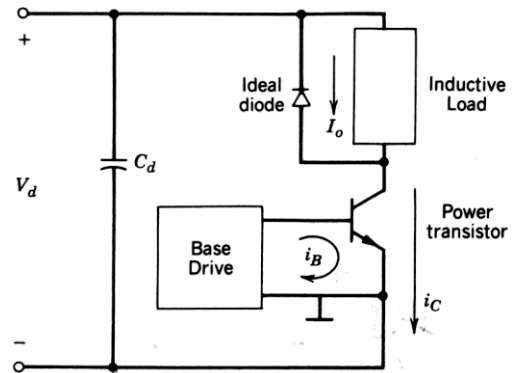 +
Ideal
diode
I_o
Inductive
Load
C_d
V_d
Power
transistor
Base
Drive
i_B
i_C
−